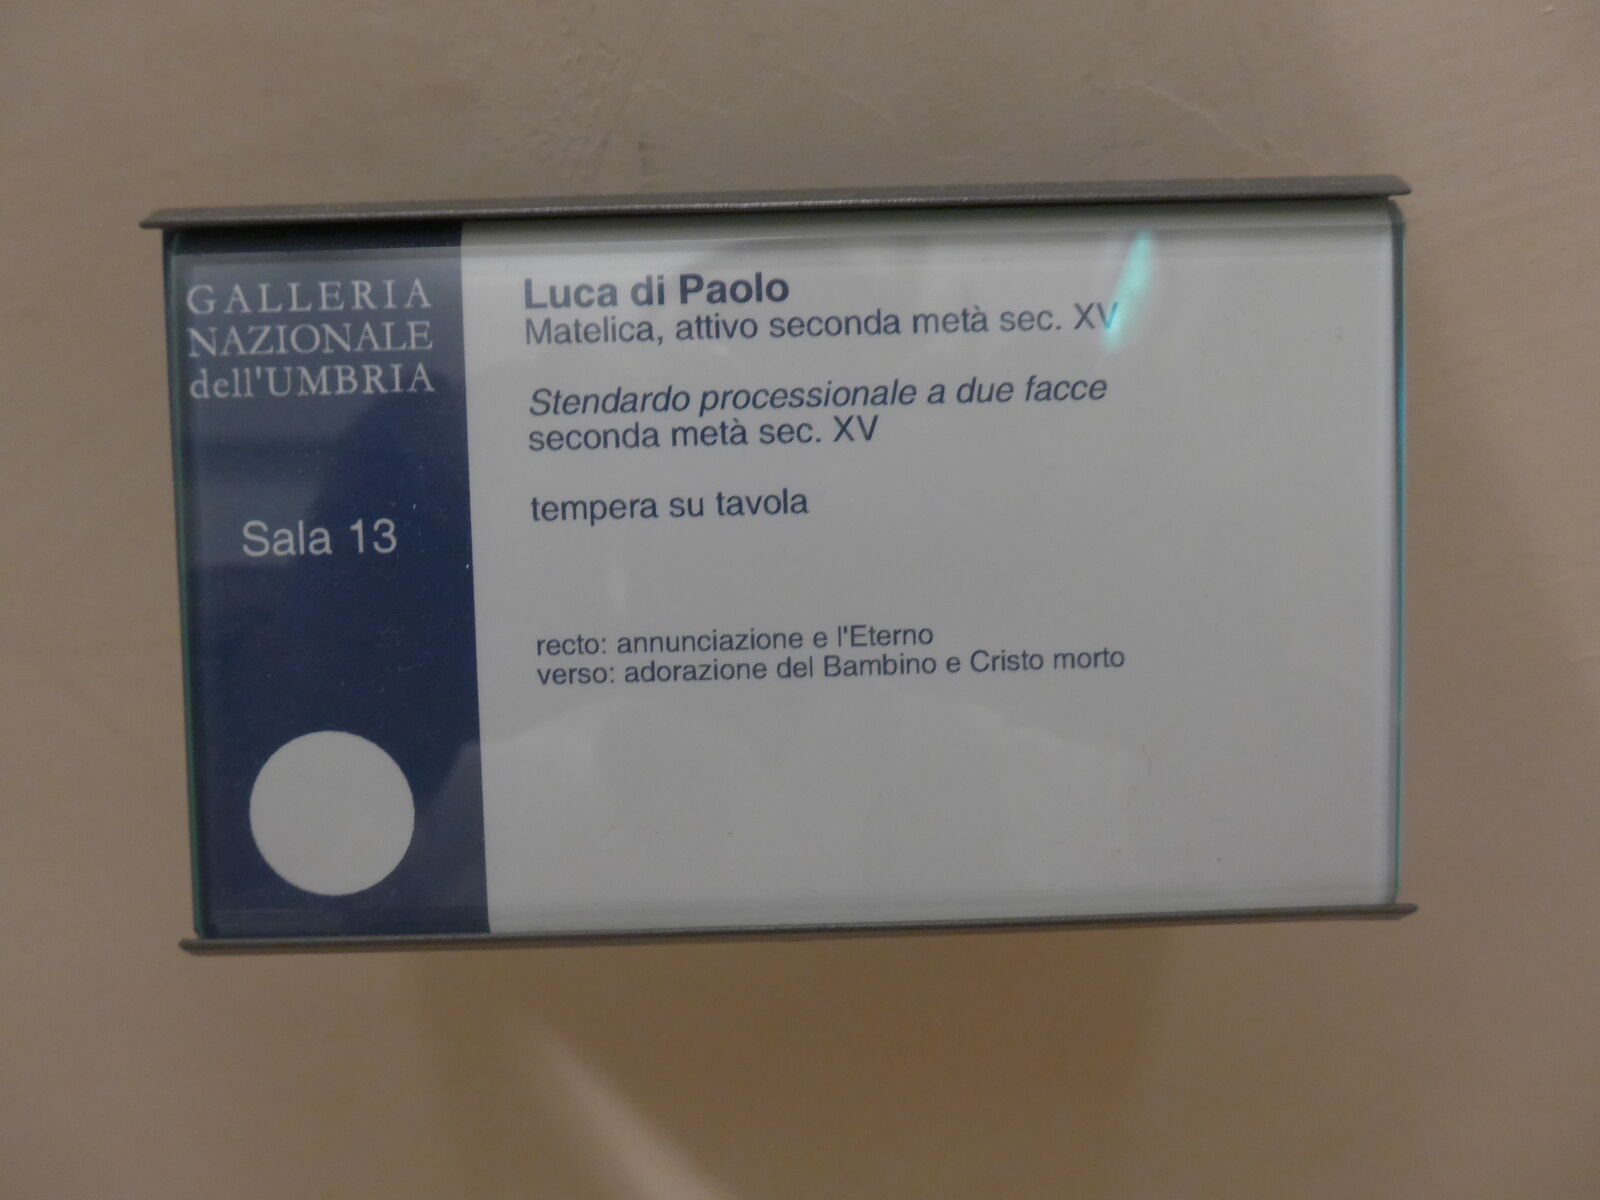 GALLERIA
NAZIONALE
dell'UMBRIA
Sala 13
Luca di Paolo
Matelica, attivo seconda metà sec. XV
Stendardo processionale a due facce
seconda metà sec. XV
tempera su tavola
recto: annunciazione e l'Eterno
verso: adorazione del Bambino e Cristo morto